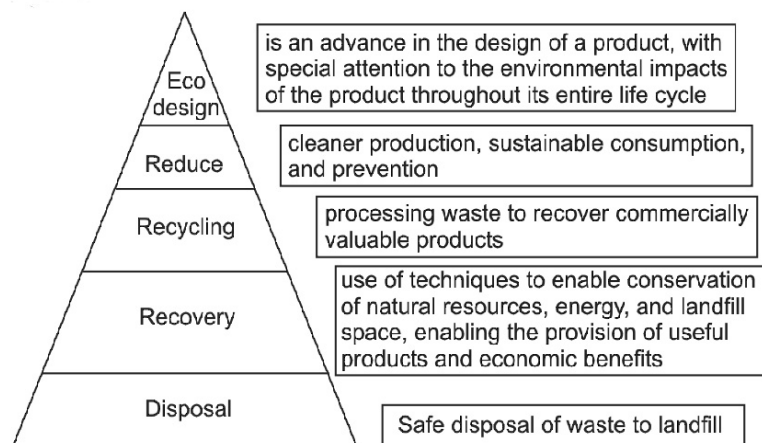 Eco
design
is an advance in the design of a product, with
special attention to the environmental impacts
of the product throughout its entire life cycle
Reduce
cleaner production, sustainable consumption,
and prevention
Recycling
processing waste to recover commercially
valuable products
Recovery
use of techniques to enable conservation
of natural resources, energy, and landfill
space, enabling the provision of useful
products and economic benefits
Disposal
Safe disposal of waste to landfill